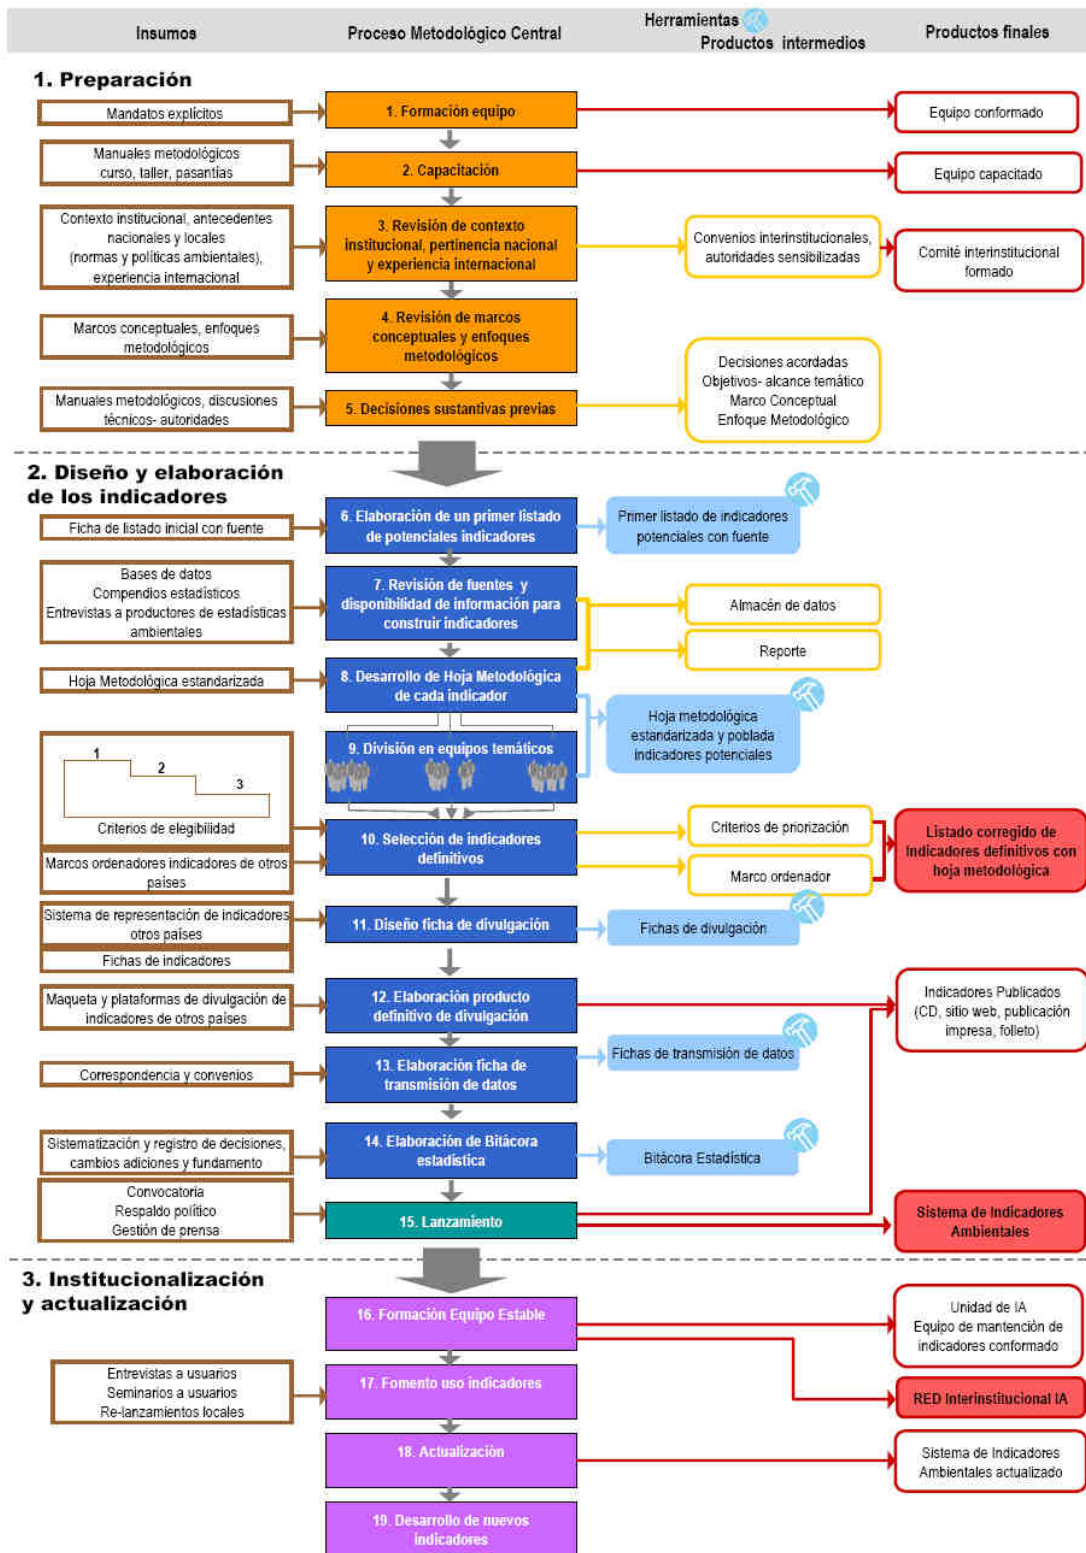 Insumos
Proceso Metodológico Central
Herramientas
Productos intermedios
Productos finales
1. Preparación
Mandatos explícitos
1. Formación equipo
Equipo conformado
Manuales metodológicos
curso, taller, pasantías
2. Capacitación
Equipo capacitado
Contexto institucional, antecedentes
nacionales y locales
(normas y políticas ambientales),
experiencia internacional
3. Revisión de contexto
institucional, pertinencia nacional
y experiencia internacional
Convenios interinstitucionales,
autoridades sensibilizadas
Comité interinstitucional
formado
Marcos conceptuales, enfoques
metodológicos
4. Revisión de marcos
conceptuales y enfoques
metodológicos
Manuales metodológicos, discusiones
técnicos- autoridades
5. Decisiones sustantivas previas
Decisiones acordadas
Objetivos- alcance temático
Marco Conceptual
Enfoque Metodológico
2. Diseño y elaboración
de los indicadores
Ficha de listado inicial con fuente
6. Elaboración de un primer listado
de potenciales indicadores
Primer listado de indicadores
potenciales con fuente
Bases de datos
Compendios estadísticos
Entrevistas a productores de estadísticas
ambientales
7. Revisión de fuentes y
disponibilidad de información para
construir indicadores
Almacén de datos
Reporte
Hoja Metodológica estandarizada
8. Desarrollo de Hoja Metodológica
de cada indicador
Hoja metodológica
estandarizada y poblada
indicadores potenciales
9. División en equipos temáticos
1
2
3
Criterios de elegibilidad
Marcos ordenadores indicadores de otros
países
10. Selección de indicadores
definitivos
Criterios de priorización
Marco ordenador
Listado corregido de
Indicadores definitivos con
hoja metodológica
Sistema de representación de indicadores
otros países
Fichas de indicadores
11. Diseño ficha de divulgación
Fichas de divulgación
Maqueta y plataformas de divulgación de
indicadores de otros países
12. Elaboración producto
definitivo de divulgación
Indicadores Publicados
(CD, sitio web, publicación
impresa, folleto)
Correspondencia y convenios
13. Elaboración ficha de
transmisión de datos
Fichas de transmisión de datos
Sistematización y registro de decisiones,
cambios adiciones y fundamento
14. Elaboración de Bitácora
estadística
Bitácora Estadística
Convocatoria
Respaldo político
Gestión de prensa
15. Lanzamiento
Sistema de Indicadores
Ambientales
3. Institucionalización
y actualización
16. Formación Equipo Estable
Unidad de IA
Equipo de mantención de
indicadores conformado
Entrevistas a usuarios
Seminarios a usuarios
Re-lanzamientos locales
17. Fomento uso indicadores
RED Interinstitucional IA
18. Actualización
Sistema de Indicadores
Ambientales actualizado
19. Desarrollo de nuevos
indicadores